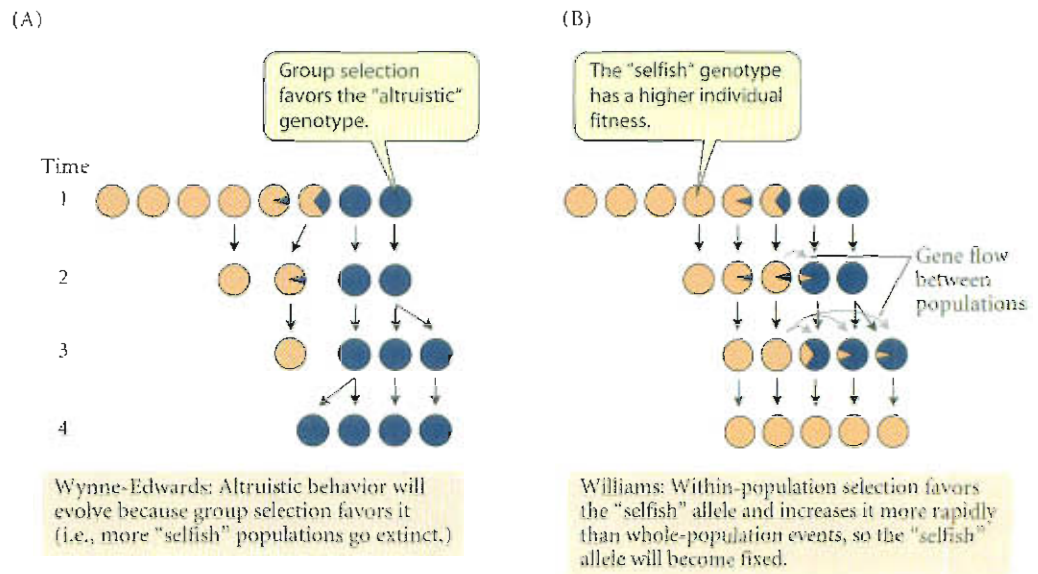 (A)
Group selection
favors the "altruistic"
genotype.
Time
1
2
3
4
Wynne-Edwards: Altruistic behavior will
evolve because group selection favors it
(i.e., more "selfish" populations go extinct.)
(B)
The "selfish" genotype
has a higher individual
fitness.
Gene flow
between
populations
Williams: Within-population selection favors
the "selfish" allele and increases it more rapidly
than whole-population events, so the "selfish"
allele will become fixed.